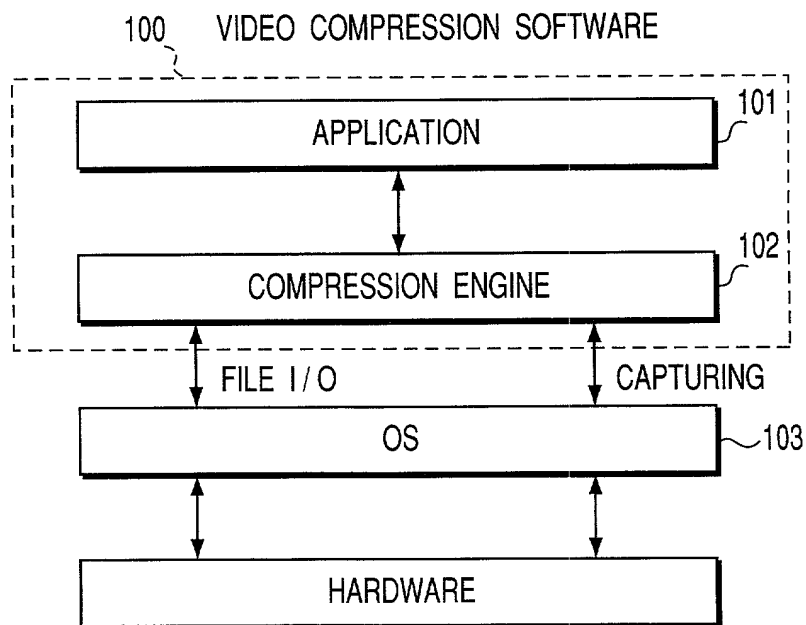 100 VIDEO COMPRESSION SOFTWARE
APPLICATION
101
COMPRESSION ENGINE
102
FILE I/O
CAPTURING
OS
103
HARDWARE